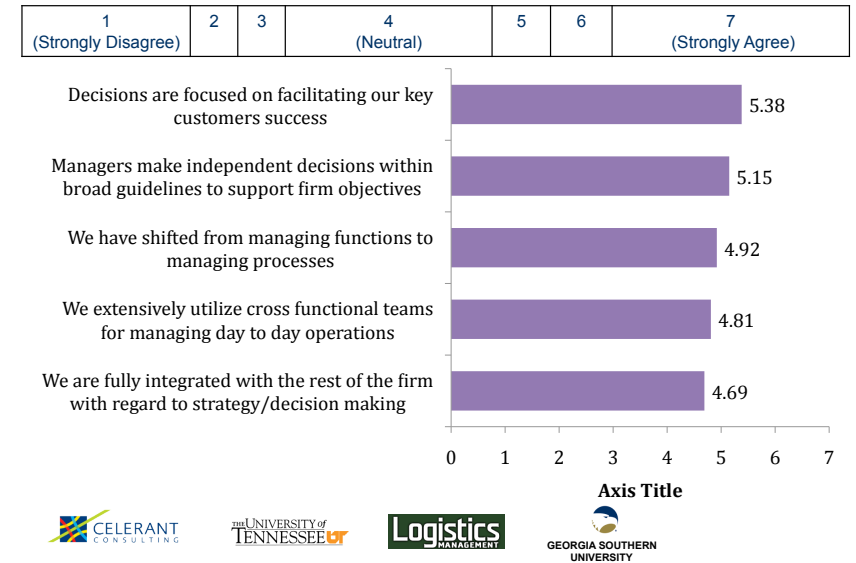 1 2 3 4 5 6 7
(Strongly Disagree) (Neutral) (Strongly Agree)
Decisions are focused on facilitating our key
customers success
5.38
Managers make independent decisions within
broad guidelines to support firm objectives
5.15
We have shifted from managing functions to
managing processes
4.92
We extensively utilize cross functional teams
for managing day to day operations
4.81
We are fully integrated with the rest of the firm
with regard to strategy/decision making
4.69
0 1 2 3 4 5 6 7
Axis Title
CELERANT
CONSULTING
THE UNIVERSITY of
TENNESSEE UT
Logistics
MANAGEMENT
GEORGIA SOUTHERN
UNIVERSITY